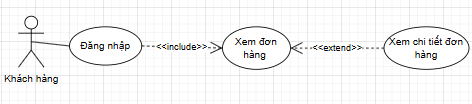 Đăng nhập
<<include>>
Xem đơn
hàng
<<extend>>
Xem chi tiết đơn
hàng
Khách hàng